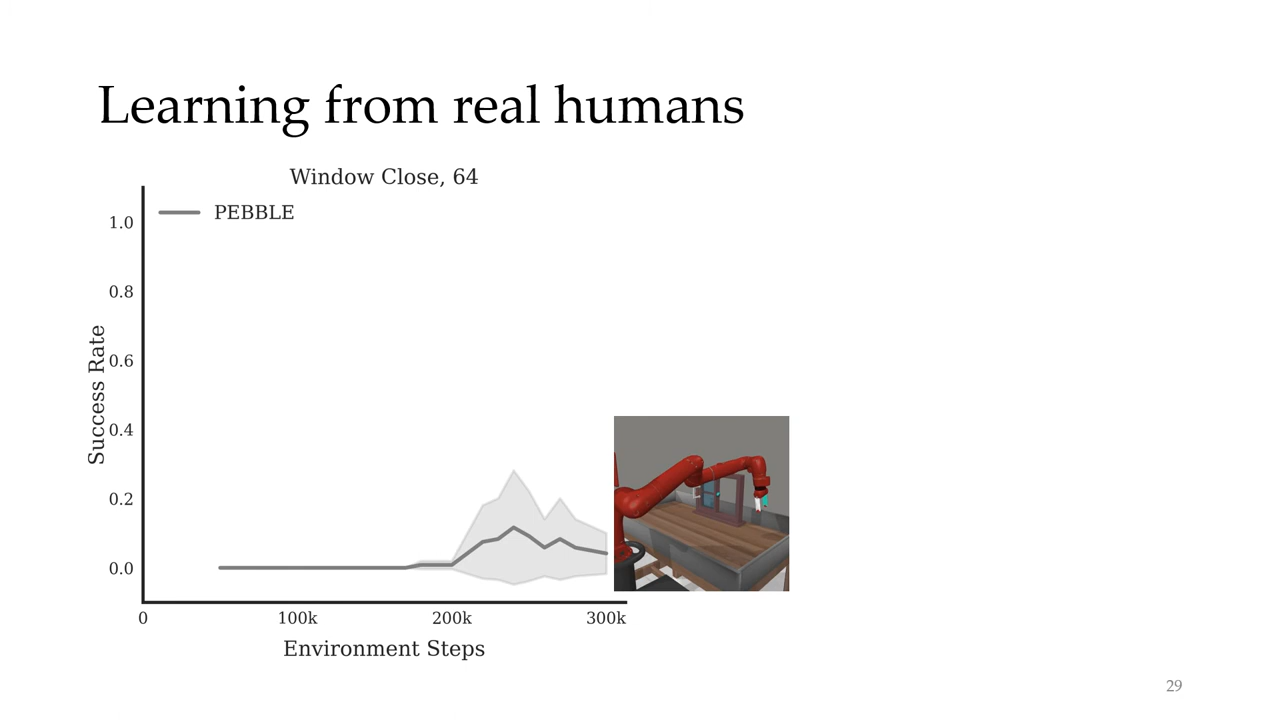 Learning from real humans
Window Close, 64
PEBBLE
1.0
0.8
0.6
0.4
0.2
0.0
Success Rate
0 100k 200k 300k
Environment Steps
29